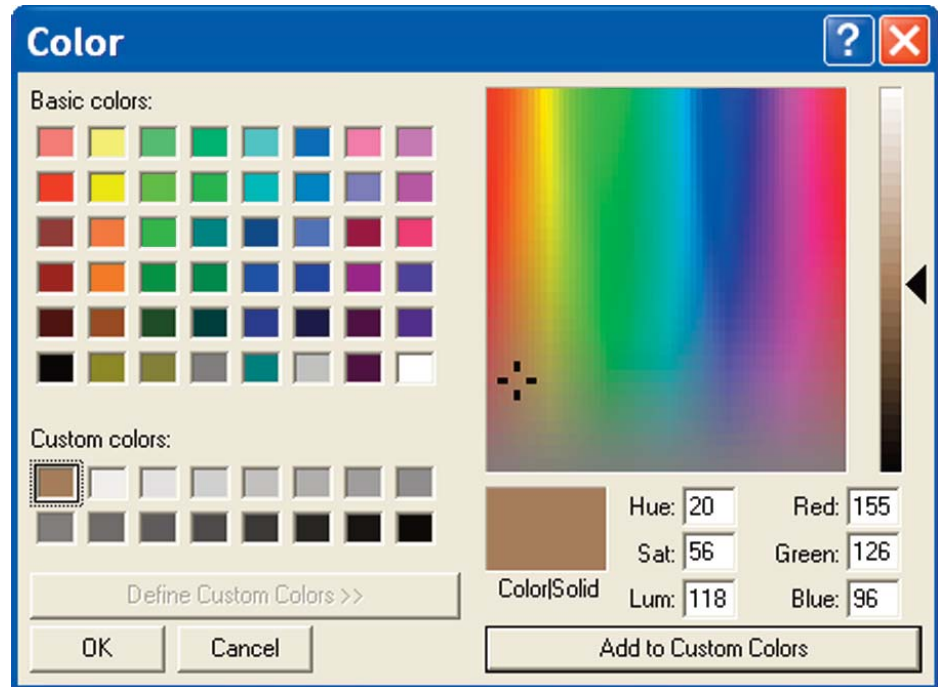 Color
?
Basic colors:
Custom colors:
Define Custom Colors >>
OK Cancel
Color|Solid
Hue: 20 Red: 155
Sat: 56 Green: 126
Lum: 118 Blue: 96
Add to Custom Colors